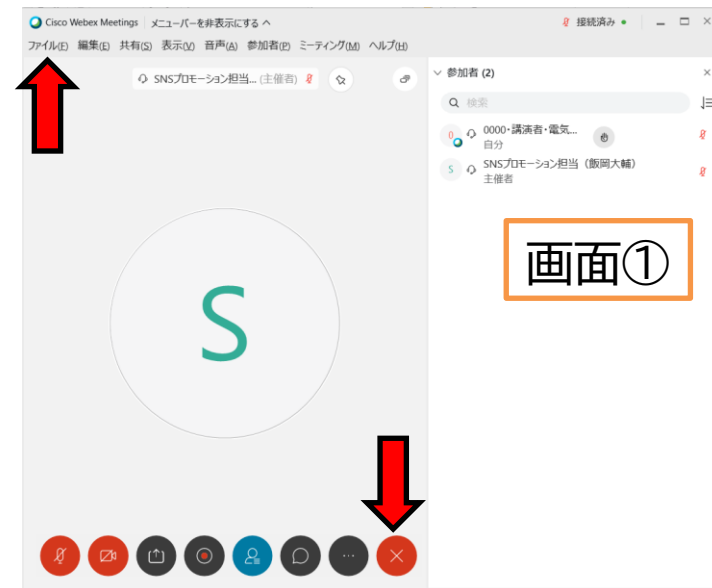 Cisco Webex Meetings メニューバーを非表示にする へ 接続済み
ファイル(F) 編集(E) 共有(S) 表示(V) 音声(A) 参加者(P) ミーティング(M) ヘルプ(H)
SNSプロモーション担当... (主催者)
参加者 (2)
検索
0 0000・講演者・電気...
自分
S SNSプロモーション担当（飯岡大輔）
主催者
画面①
S